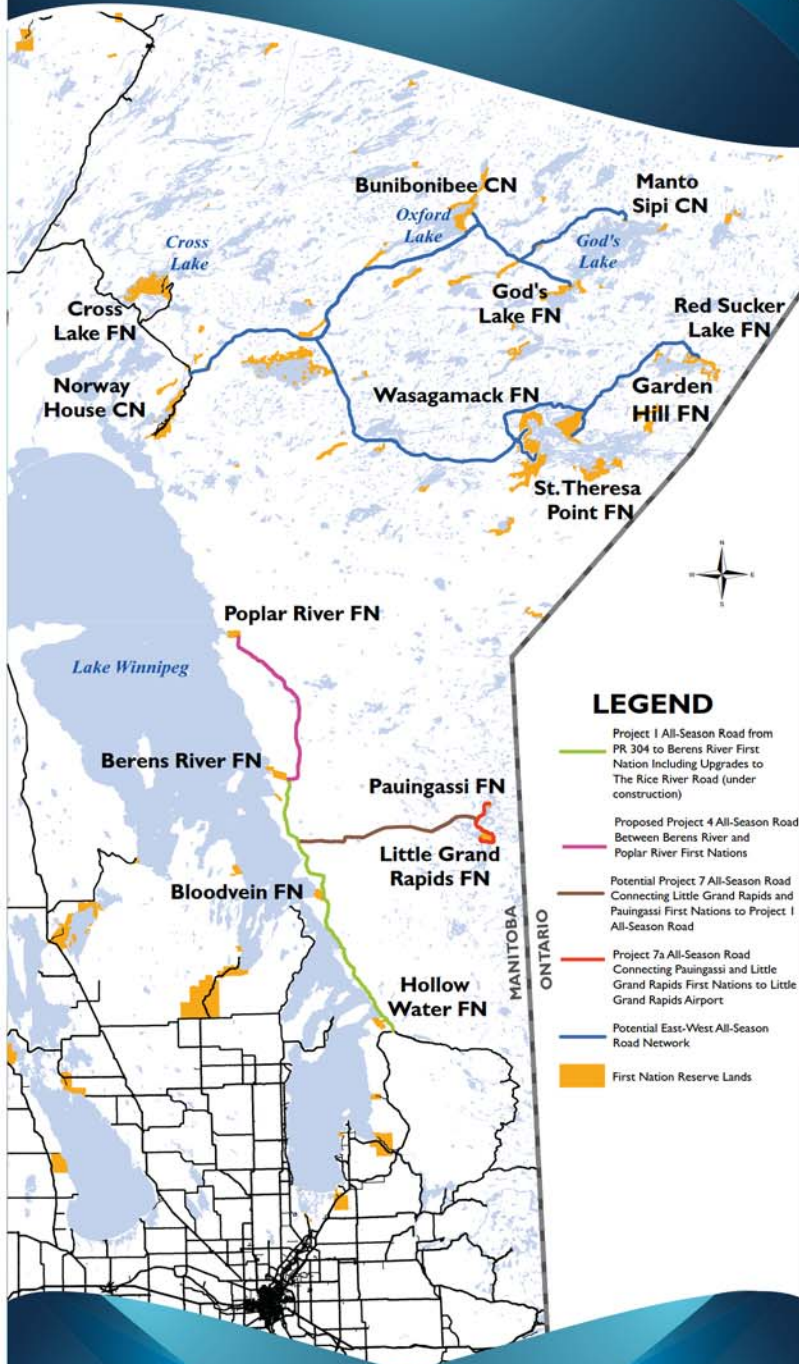 Bunibonibee CN
Oxford
Lake
Manto
Sipi CN
God's
Lake
Cross
Lake
Cross
Lake FN
God's
Lake FN
Red Sucker
Lake FN
Norway
House CN
Wasagamack FN
Garden
Hill FN
St. Theresa
Point FN
N
W
E
S
Poplar River FN
Lake Winnipeg
Berens River FN
Pauingassi FN
Little Grand
Rapids FN
Bloodvein FN
Hollow
Water FN
MANITOBA
ONTARIO
LEGEND
Project 1 All-Season Road from
PR 304 to Berens River First
Nation Including Upgrades to
The Rice River Road (under
construction)
Proposed Project 4 All-Season Road
Between Berens River and
Poplar River First Nations
Potential Project 7 All-Season Road
Connecting Little Grand Rapids and
Pauingassi First Nations to Project 1
All-Season Road
Project 7a All-Season Road
Connecting Pauingassi and Little
Grand Rapids First Nations to Little
Grand Rapids Airport
Potential East-West All-Season
Road Network
First Nation Reserve Lands